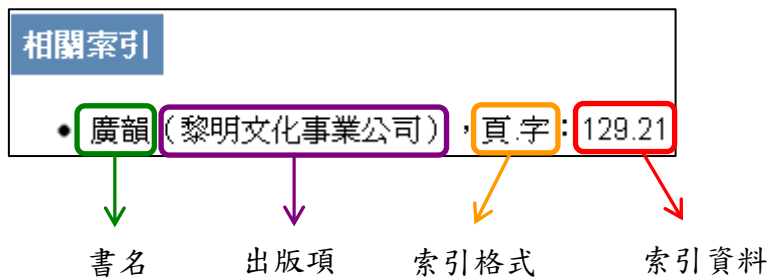 相關索引
• 廣韻（黎明文化事業公司），頁.字：129.21
書名 出版項 索引格式 索引資料